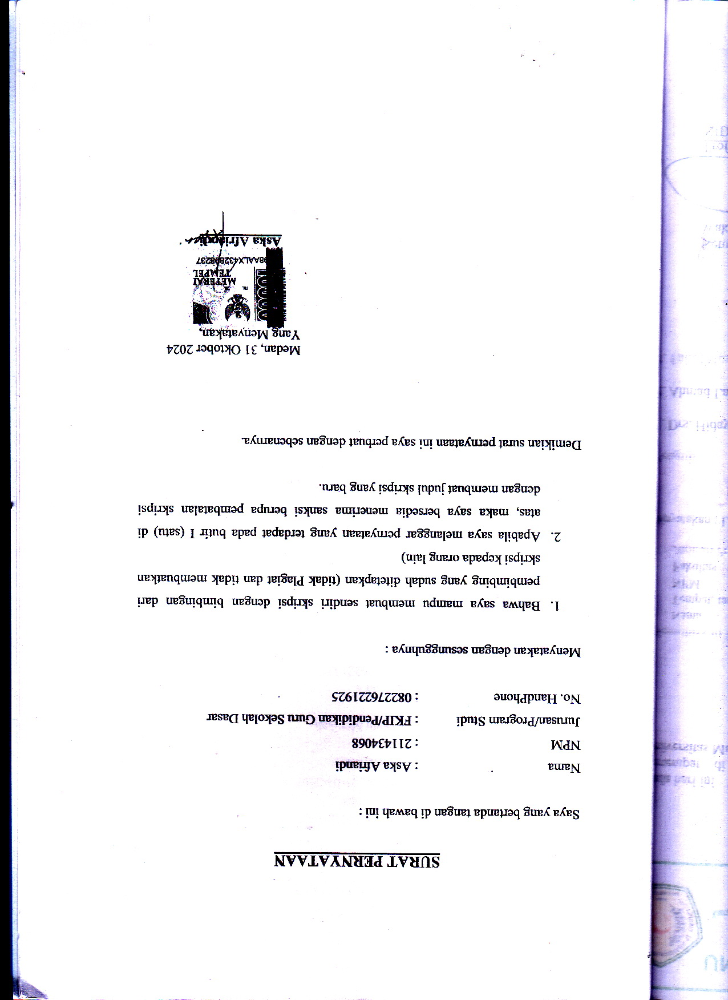 SURAT PERNYATAAN
Saya yang bertanda tangan di bawah ini :
Nama : Aska Afriandi
NPM : 211434068
Jurusan/Program Studi : FKIP/Pendidikan Guru Sekolah Dasar
No. HandPhone : 082276221925
Menyatakan dengan sesungguhnya :
1. Bahwa saya mampu membuat sendiri skripsi dengan bimbingan dari
pembimbing yang sudah ditetapkan (tidak Plagiat dan tidak membuatkan
skripsi kepada orang lain)
2. Apabila saya melanggar pernyataan yang terdapat pada butir 1 (satu) di
atas, maka saya bersedia menerima sanksi berupa pembatalan skripsi
dengan membuat judul skripsi yang baru.
Demikian surat pernyataan ini saya perbuat dengan sebenarnya.
Medan, 31 Oktober 2024
Yang Menyatakan,
METERAI
TEMPEL
Aska Afriandi